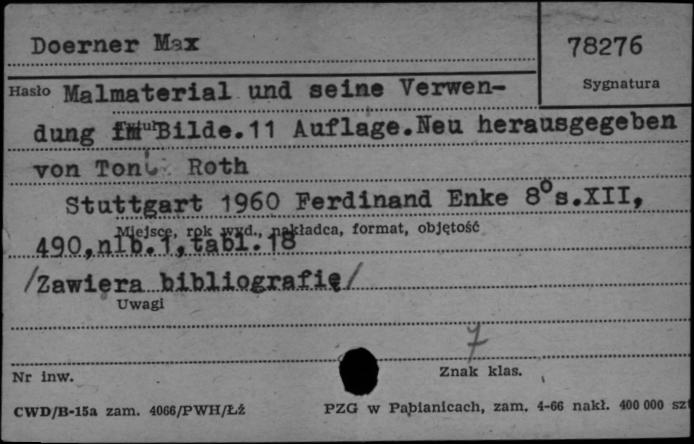 Doerner Max
78276
Sygnatura
Hasło Malmaterial und seine Verwen-
dung Bilde.11 Auflage.Neu herausgegeben
von Toni Roth
Stuttgart 1960 Ferdinand Enke 8° s.XII,
Miejsce, rok wyd., nakładca, format, objętość
490,nlb.1,tabl.18
/Zawiera bibliografię/
Uwagi
7
Nr inw.
Znak klas.
CWD/B-15a zam. 4066/PWH/Łź
PZG w Pabianicach, zam. 4-66 nakł. 400 000 szt